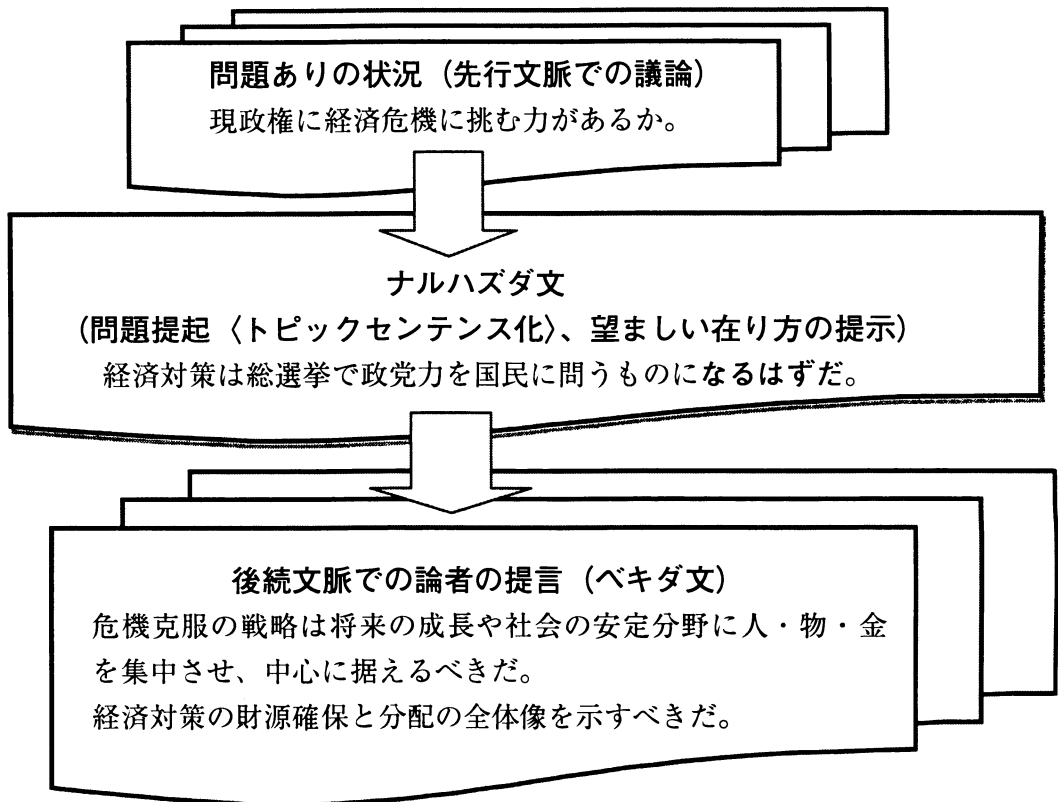 問題ありの状況（先行文脈での議論）
現政権に経済危機に挑む力があるか。
ナルハズダ文
（問題提起〈トピックセンテンス化〉、望ましい在り方の提示）
経済対策は総選挙で政党力を国民に問うものになるはずだ。
後続文脈での論者の提言（ベキダ文）
危機克服の戦略は将来の成長や社会の安定分野に人・物・金
を集中させ、中心に据えるべきだ。
経済対策の財源確保と分配の全体像を示すべきだ。